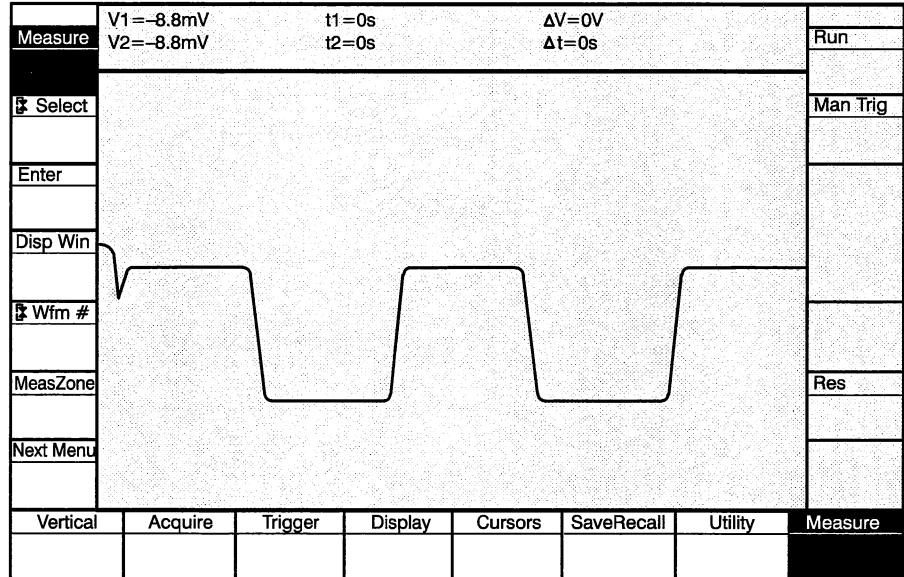 V1=–8.8mV t1=0s ΔV=0V
V2=–8.8mV t2=0s Δt=0s
Measure
Select
Enter
Disp Win
Wfm #
MeasZone
Next Menu
Run
Man Trig
Res
Vertical Acquire Trigger Display Cursors SaveRecall Utility Measure